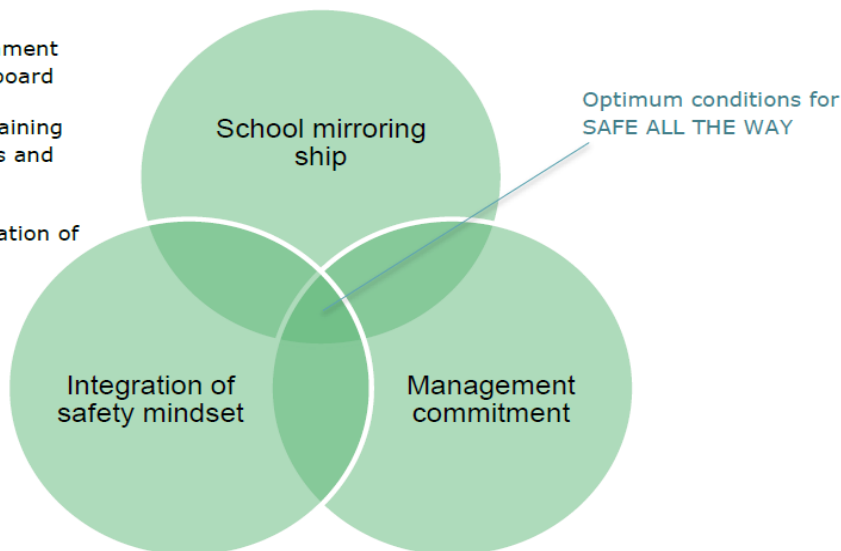 ment
board
aining
s and
ation of
School mirroring
ship
Optimum conditions for
SAFE ALL THE WAY
Integration of
safety mindset
Management
commitment